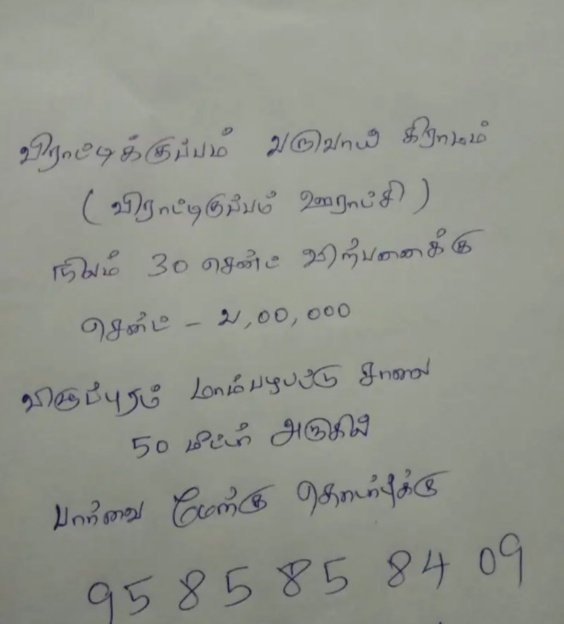 விராட்டிக்குப்பம் வருவாய் கிராமம்
( விராட்டிகுப்பம் ஊராட்சி )
நிலம் 30 சென்ட் விற்பனைக்கு
சென்ட் - 2,00,000
விழுப்புரம் மாம்பழபட்டு சாலை
50 மீட்டர் அருகில்
பார்வை தொடர்புக்கு
95 85 85 84 09